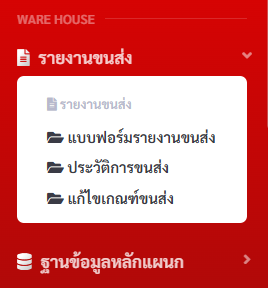 WARE HOUSE
รายงานขนส่ง
รายงานขนส่ง
แบบฟอร์มรายงานขนส่ง
ประวัติการขนส่ง
แก้ไขเกณฑ์ขนส่ง
ฐานข้อมูลหลักแผนก